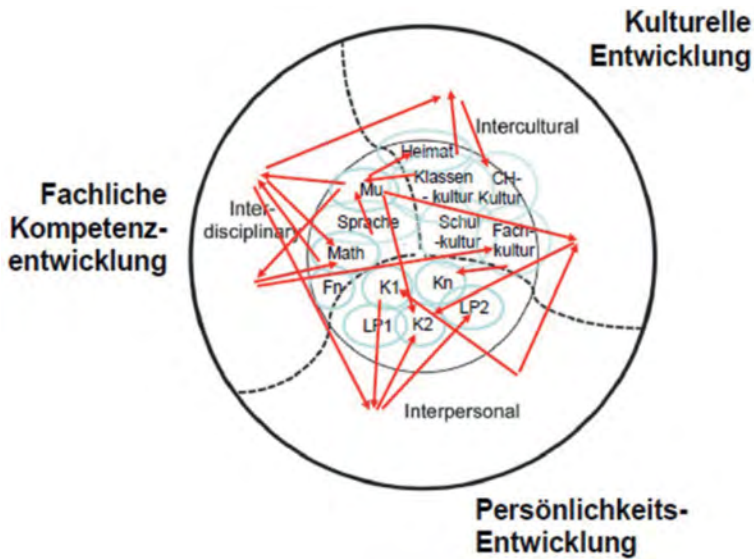 Kulturelle
Entwicklung
Intercultural
Heimat
Klassen
- kultur
CH-
Kultur
Fachliche
Kompetenz-
entwicklung
Inter-
disciplinary
Mu
Sprache
Schul
-kultur
Fach-
kultur
Math
Fn
K1
Kn
LP1
K2
LP2
Interpersonal
Persönlichkeits-
Entwicklung